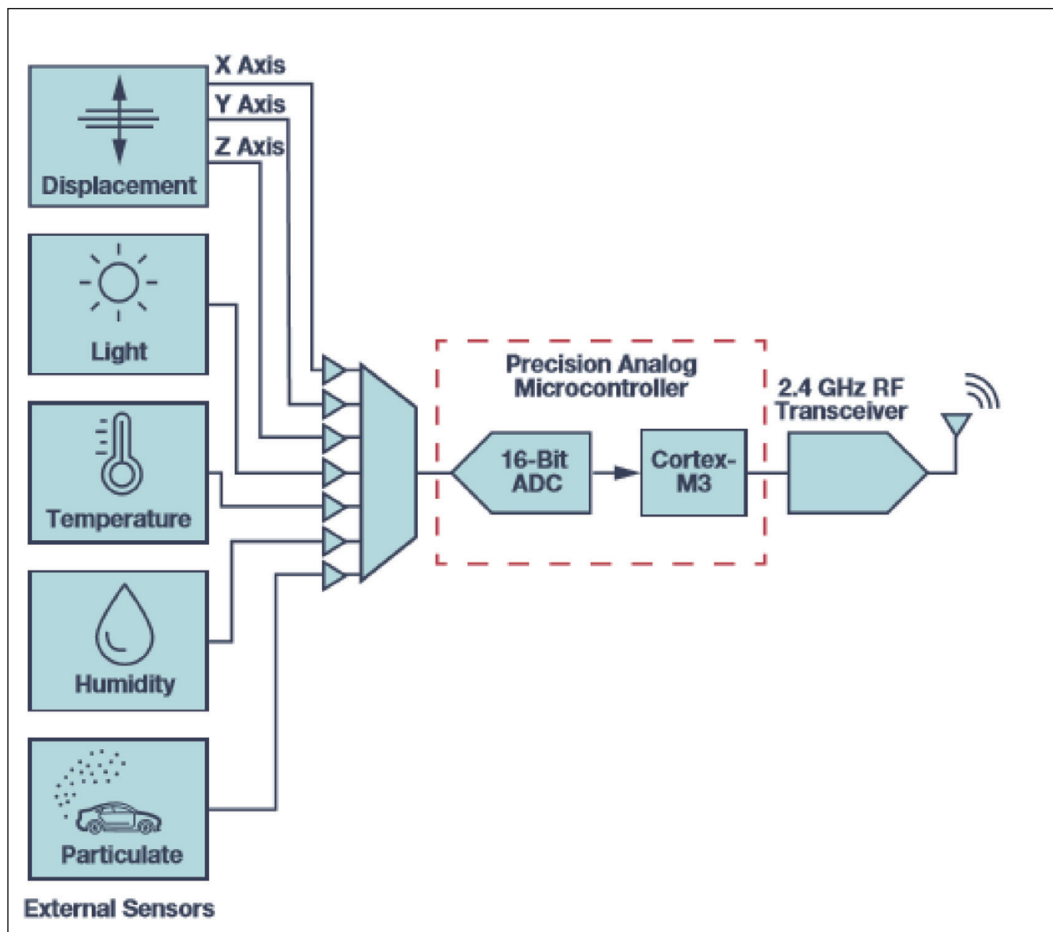 X Axis
Y Axis
Z Axis
Displacement
Light
Temperature
Humidity
Particulate
External Sensors
Precision Analog
Microcontroller
16-Bit
ADC
Cortex-
M3
2.4 GHz RF
Transceiver